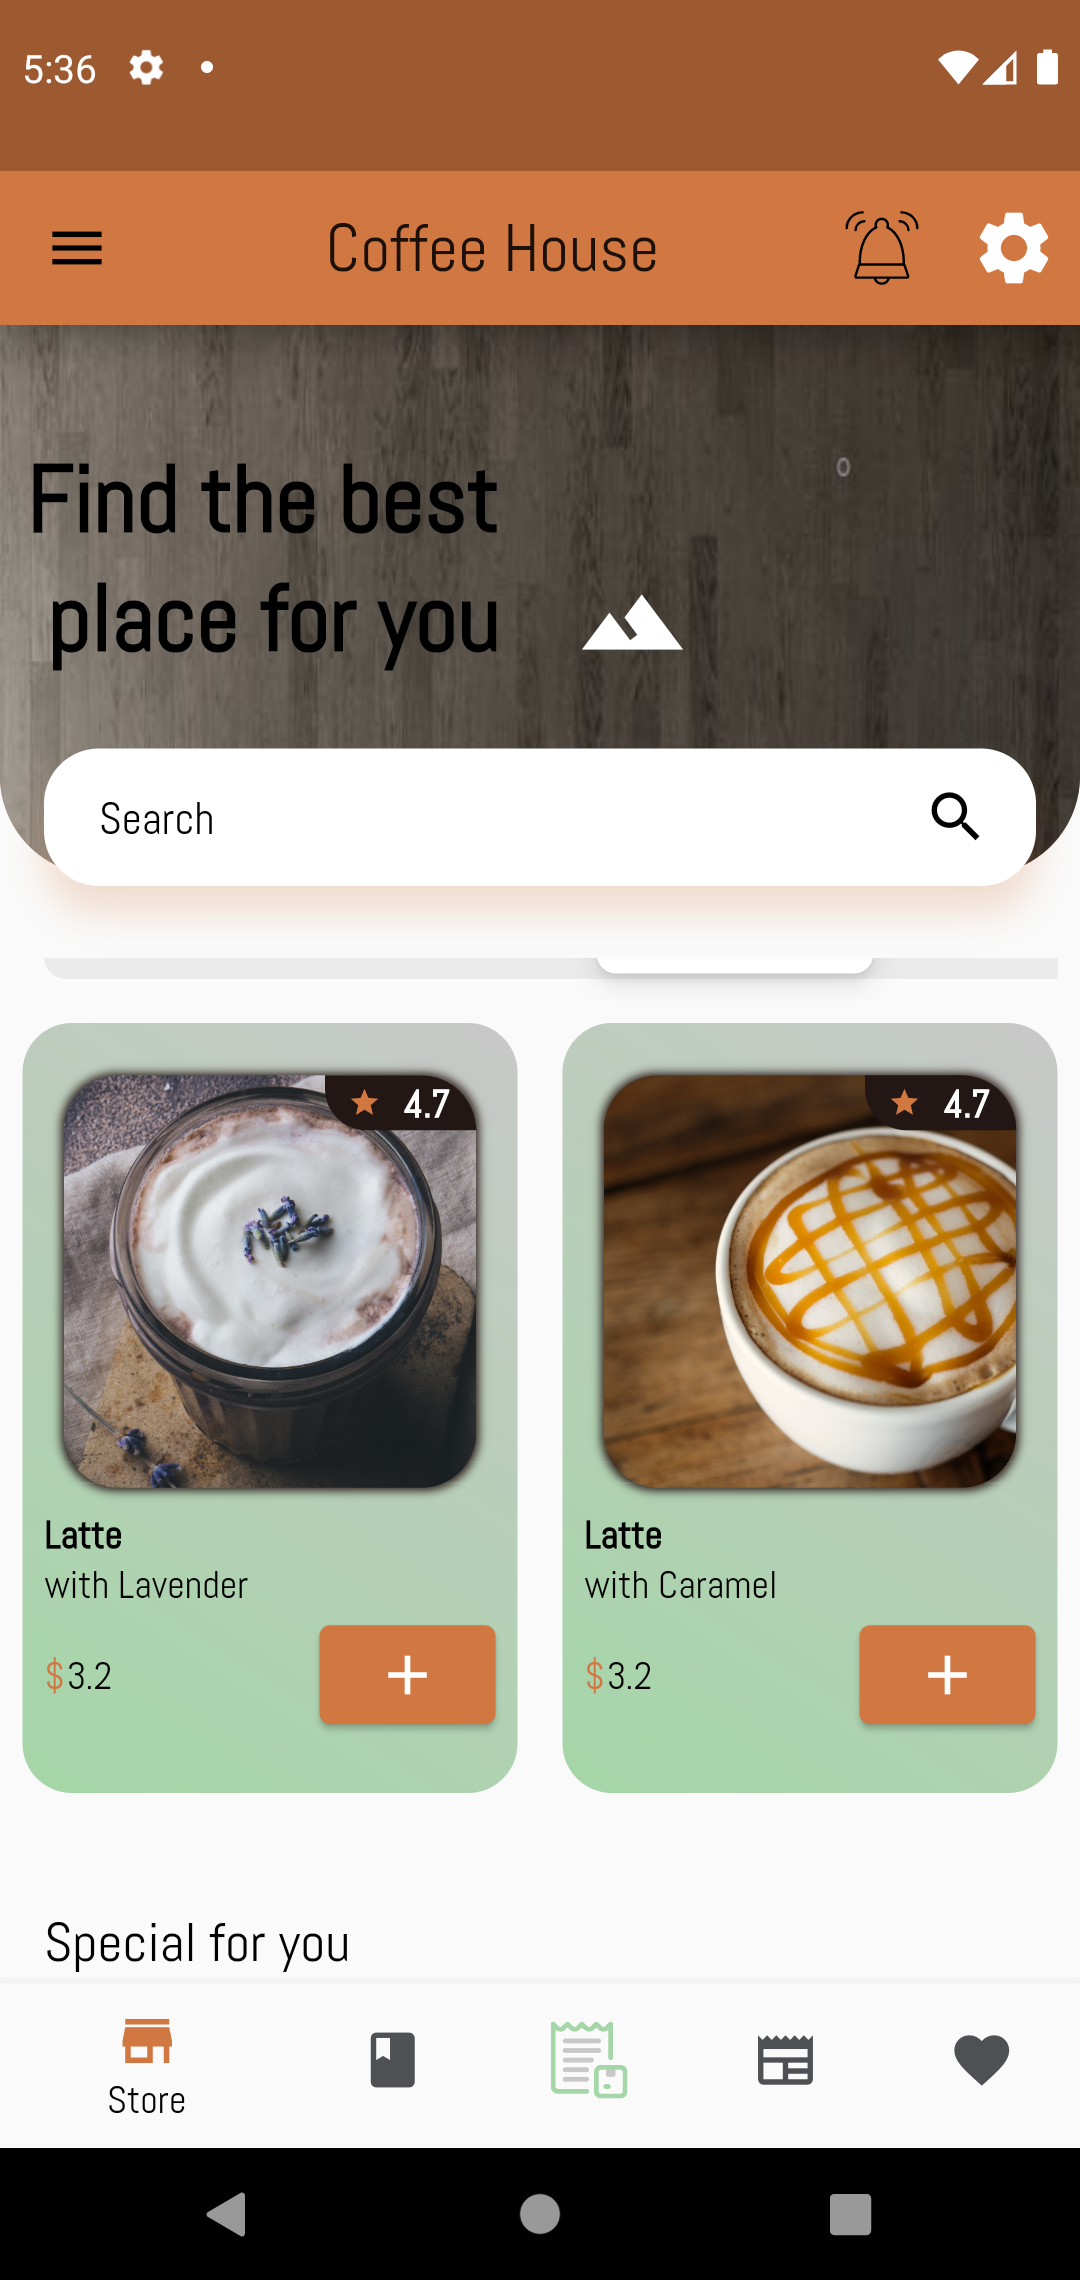 5:36
Coffee House
Find the best
place for you
Search
4.7
4.7
Latte
with Lavender
$3.2
Latte
with Caramel
$3.2
Special for you
Store